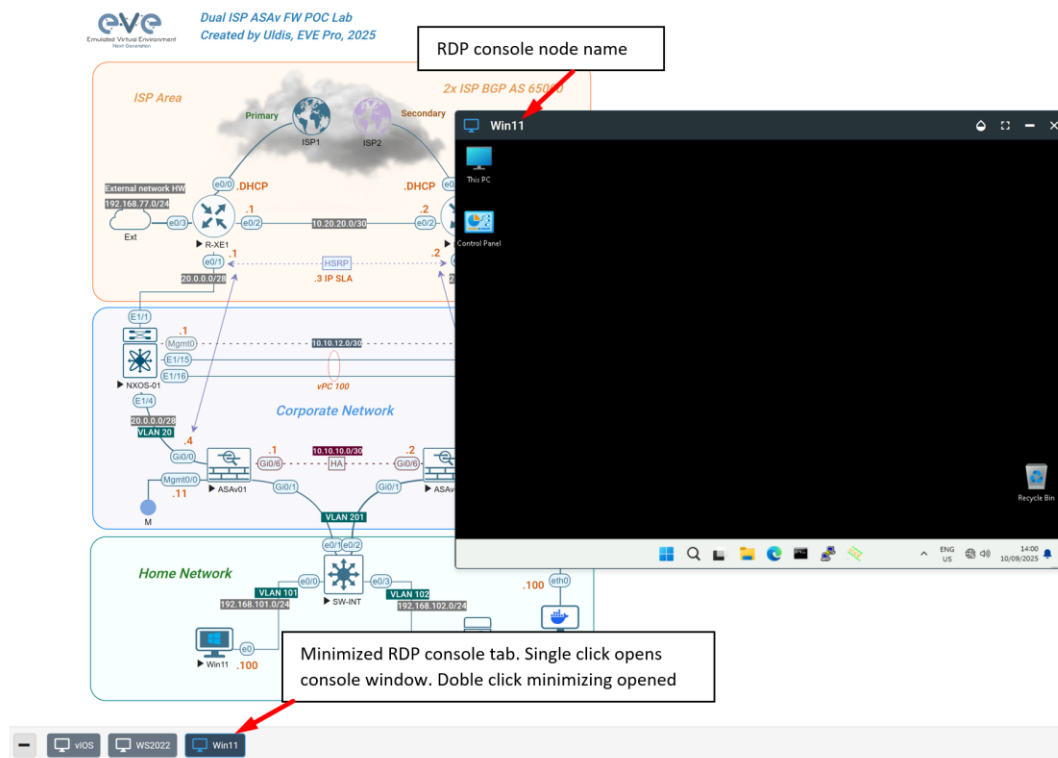 eve
Emulated Virtual Environment
Next Generation
Dual ISP ASAv FW POC Lab
Created by Uldis, EVE Pro, 2025
RDP console node name
ISP Area
2x ISP BGP AS 650
Primary
Secondary
ISP1
ISP2
Win11
This PC
Control Panel
Recycle Bin
External network HW
192.168.77.0/24
Ext
e0/0
.DHCP
.DHCP
e0/3
.1
e0/2
10.20.20.0/30
.2
e0/2
R-XE1
e0/1
.1
HSRP
.2
20.0.0.0/28
.3 IP SLA
E1/1
.1
Mgmt0
10.10.12.0/30
E1/15
E1/16
NXOS-01
vPC 100
E1/4
Corporate Network
20.0.0.0/28
VLAN 20
.4
Gi0/0
.1
10.10.10.0/30
.2
Gi0/6
HA
Gi0/6
Mgmt0/0
.11
ASAv01
Gi0/1
Gi0/1
ASAv
M
VLAN 201
ENG
US
14:00
10/09/2025
e0/1
e0/2
Home Network
e0/0
e0/3
SW-INT
VLAN 101
192.168.101.0/24
VLAN 102
192.168.102.0/24
.100
eth0
Win11
e0
.100
Minimized RDP console tab. Single click opens
console window. Doble click minimizing opened
vIOS
WS2022
Win11